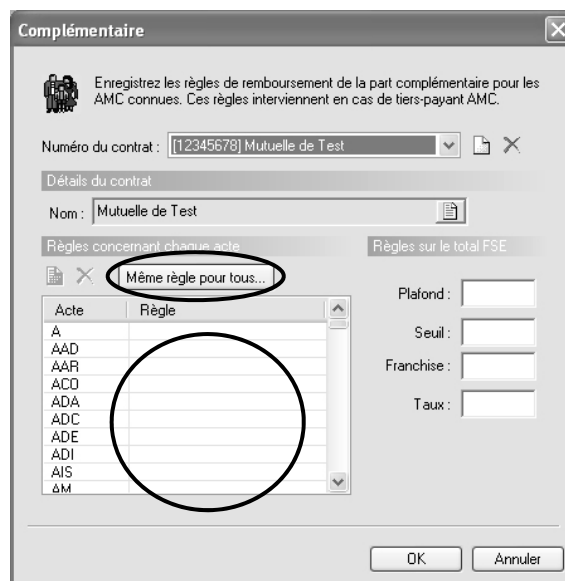 Complémentaire
Enregistrez les règles de remboursement de la part complémentaire pour les
AMC connues. Ces règles interviennent en cas de tiers-payant AMC.
Numéro du contrat : [12345678] Mutuelle de Test
Détails du contrat
Nom : Mutuelle de Test
Règles concernant chaque acte
Règles sur le total FSE
Même règle pour tous...
Acte Règle
A
AAD
AAR
ACO
ADA
ADC
ADE
ADI
AIS
AM
Plafond :
Seuil :
Franchise :
Taux :
OK Annuler